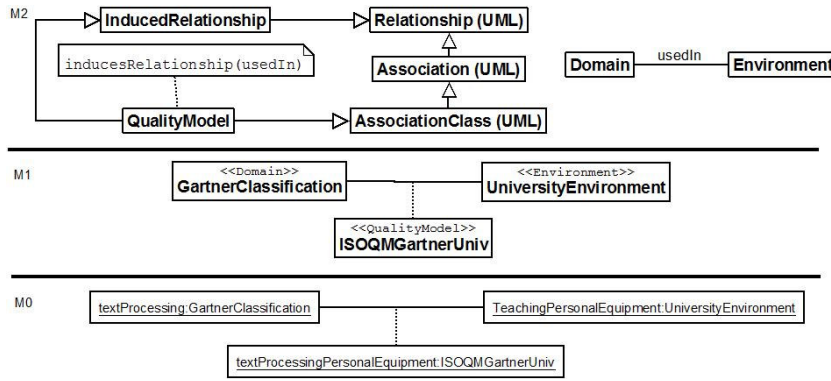 M2
InducedRelationship
Relationship (UML)
inducesRelationship(usedIn)
Association (UML)
Domain
usedIn
Environment
QualityModel
AssociationClass (UML)
M1
<<Domain>>
GartnerClassification
<<Environment>>
UniversityEnvironment
<<QualityModel>>
ISOQMGartnerUniv
M0
textProcessing:GartnerClassification
TeachingPersonalEquipment:UniversityEnvironment
textProcessingPersonalEquipment:ISOQMGartnerUniv